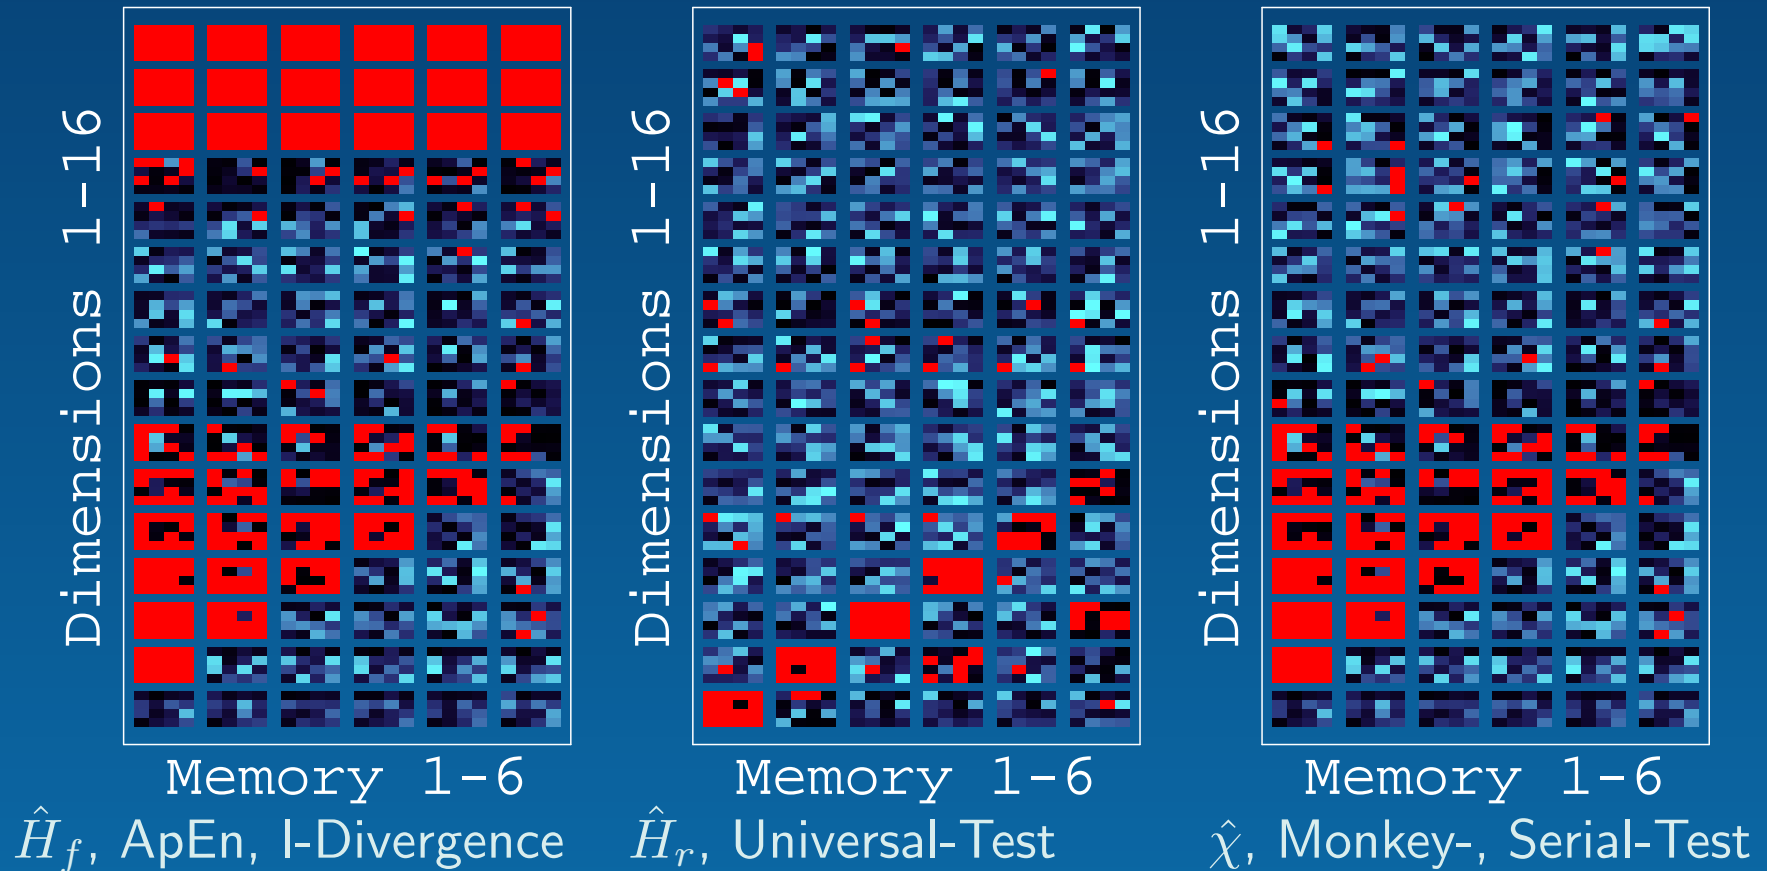 Dimensions 1-16
Dimensions 1-16
Dimensions 1-16
Memory 1-6
Memory 1-6
Memory 1-6
Ĥ_f, ApEn, I-Divergence
Ĥ_r, Universal-Test
χ̂, Monkey-, Serial-Test